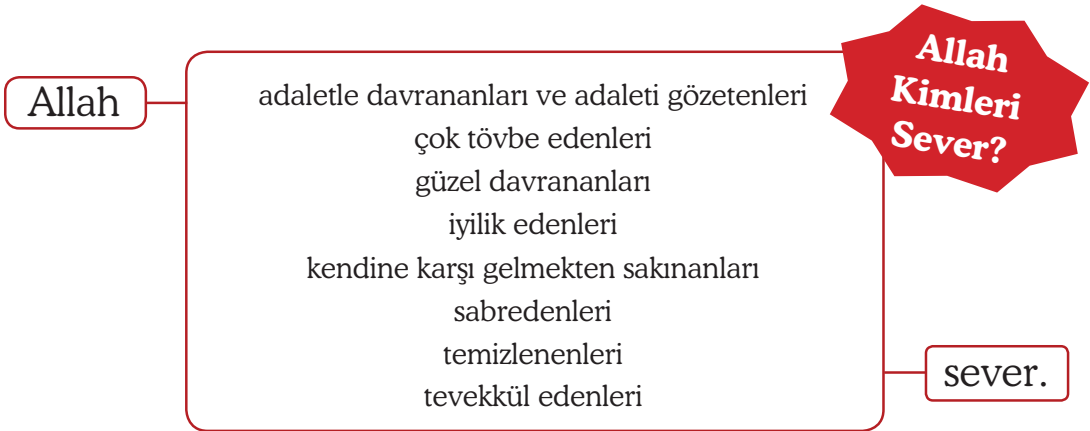 Allah
Kimleri
Sever?
Allah
adaletle davrananları ve adaleti gözetenleri
çok tövbe edenleri
güzel davrananları
iyilik edenleri
kendine karşı gelmekten sakınanları
sabredenleri
temizlenenleri
tevekkül edenleri
sever.